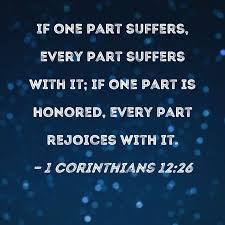 IF ONE PART SUFFERS,
EVERY PART SUFFERS
WITH IT; IF ONE PART IS
HONORED, EVERY PART
REJOICES WITH IT.
– 1 CORINTHIANS 12:26